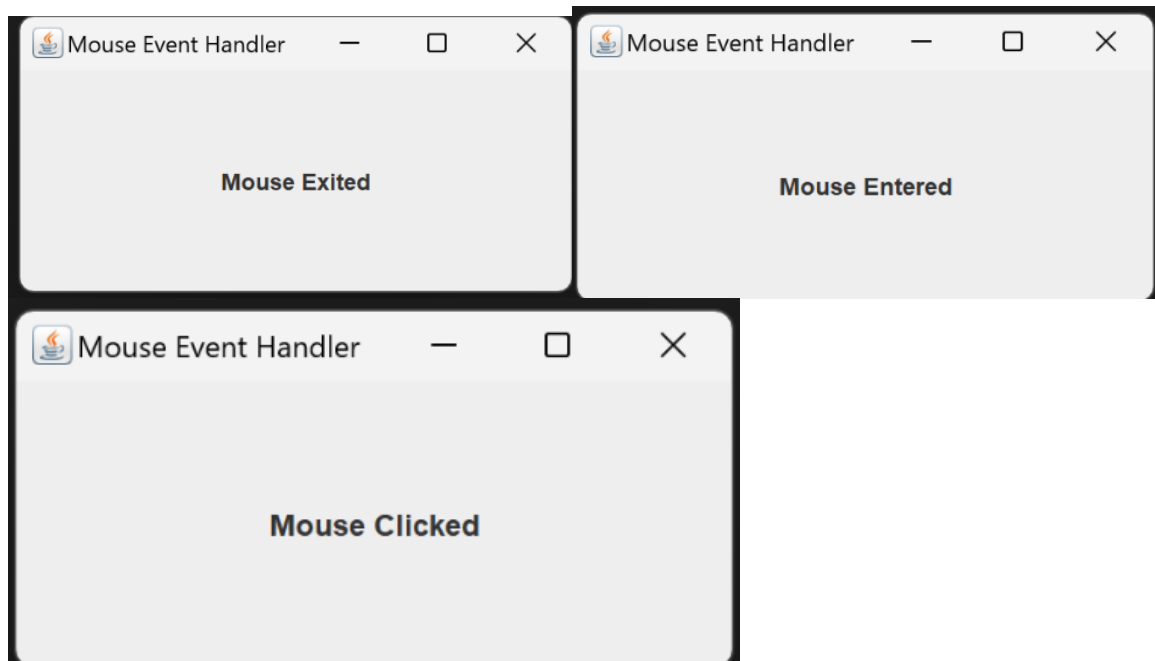 Mouse Event Handler
Mouse Exited
Mouse Event Handler
Mouse Entered
Mouse Event Handler
Mouse Clicked